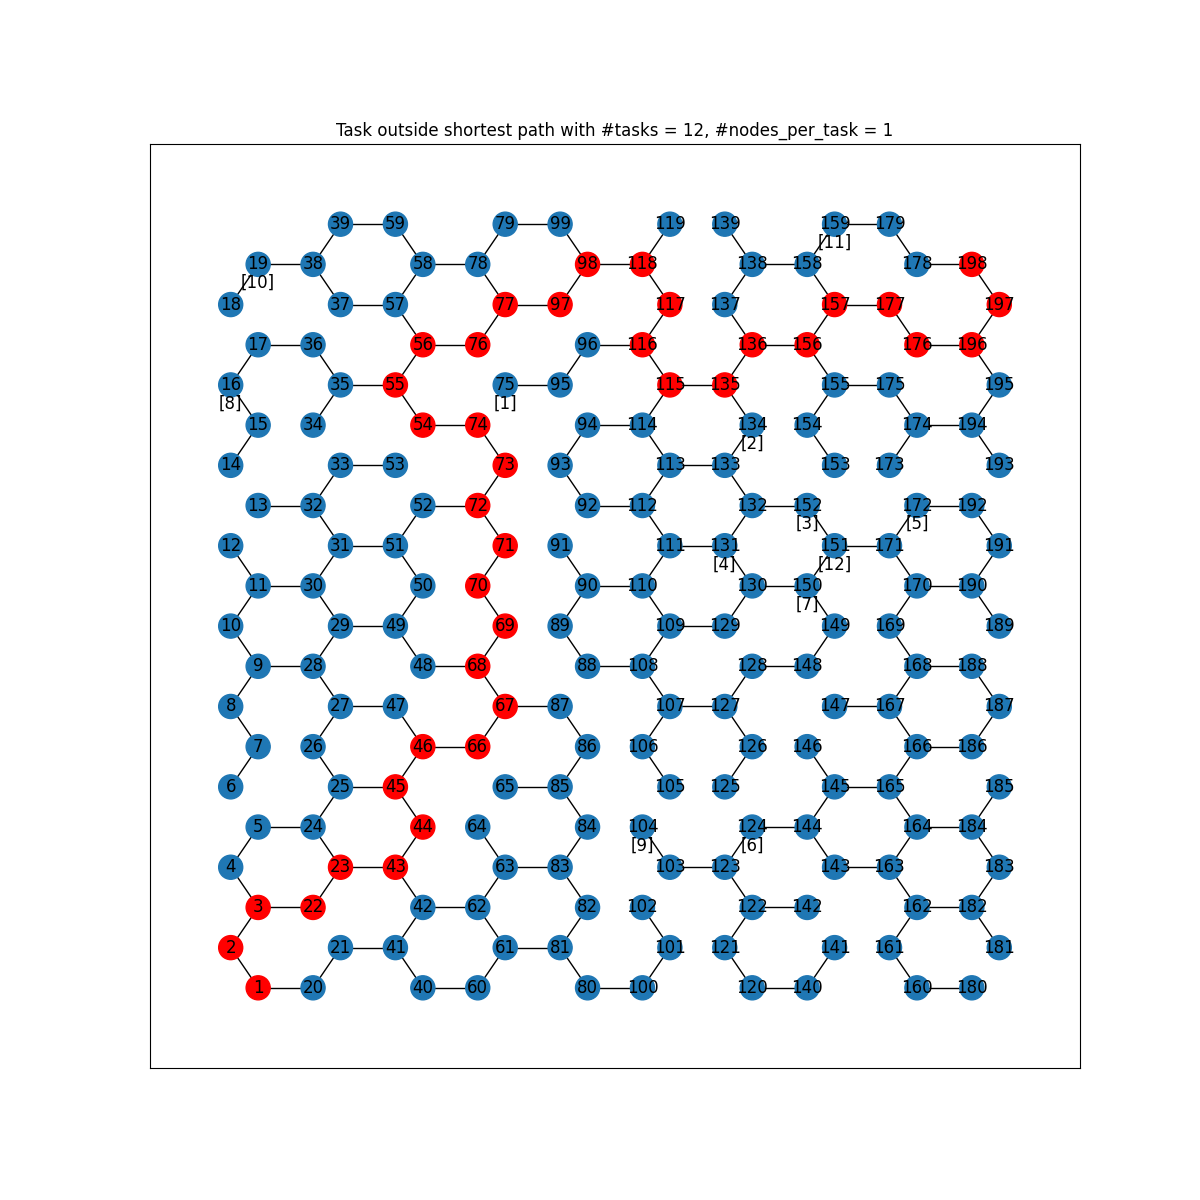 Task outside shortest path with #tasks = 12, #nodes_per_task = 1
39 59 79 99 119 139 159 179
[11]
19 38 58 78 98 118 138 158 178 198
[10]
18 37 57 77 97 117 137 157 177 197
17 36 56 76 96 116 136 156 176 196
16 35 55 75 95 115 135 155 175 195
[8] [1]
15 34 54 74 94 114 134 154 174 194
[2]
14 33 53 73 93 113 133 153 173 193
13 32 52 72 92 112 132 152 172 192
[3] [5]
12 31 51 71 91 111 131 151 171 191
[4] [12]
11 30 50 70 90 110 130 150 170 190
[7]
10 29 49 69 89 109 129 149 169 189
9 28 48 68 88 108 128 148 168 188
8 27 47 67 87 107 127 147 167 187
7 26 46 66 86 106 126 146 166 186
6 25 45 65 85 105 125 145 165 185
5 24 44 64 84 104 124 144 164 184
[9] [6]
4 23 43 63 83 103 123 143 163 183
3 22 42 62 82 102 122 142 162 182
2 21 41 61 81 101 121 141 161 181
1 20 40 60 80 100 120 140 160 180